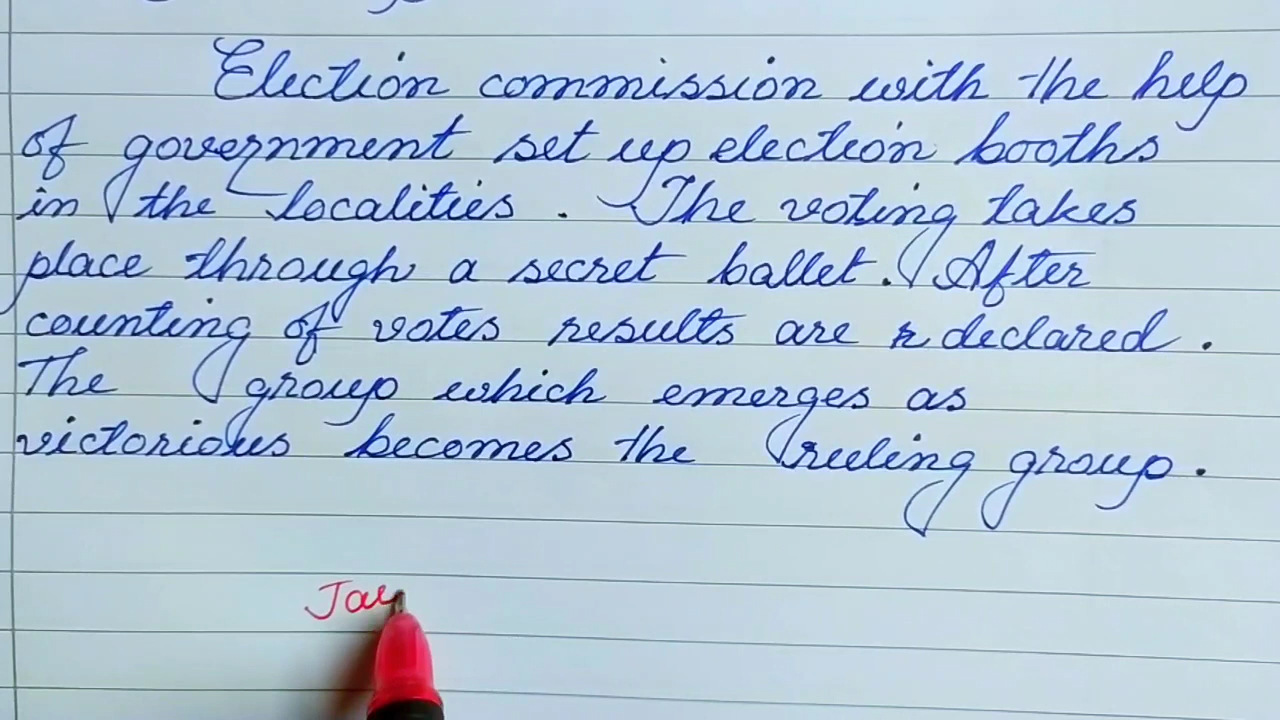 Election commission with the help
of government set up election booths
in the localities. The voting takes
place through a secret ballet. After
counting of votes results are r declared.
The group which emerges as
victorious becomes the ruling group.